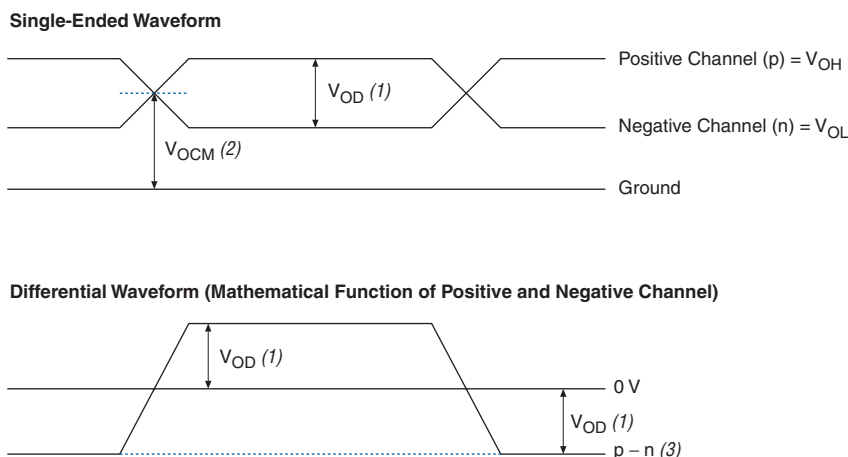 Single-Ended Waveform
Positive Channel (p) = VOH
VOD (1)
Negative Channel (n) = VOL
VOCM (2)
Ground
Differential Waveform (Mathematical Function of Positive and Negative Channel)
VOD (1)
0 V
VOD (1)
p – n (3)